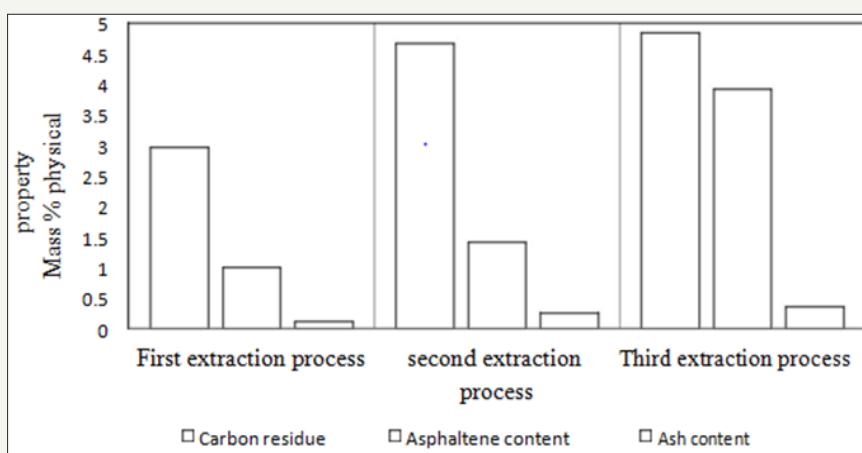 property
Mass % physical
5
4.5
4
3.5
3
2.5
2
1.5
1
0.5
0
First extraction process
second extraction
process
Third extraction process
Carbon residue
Asphaltene content
Ash content